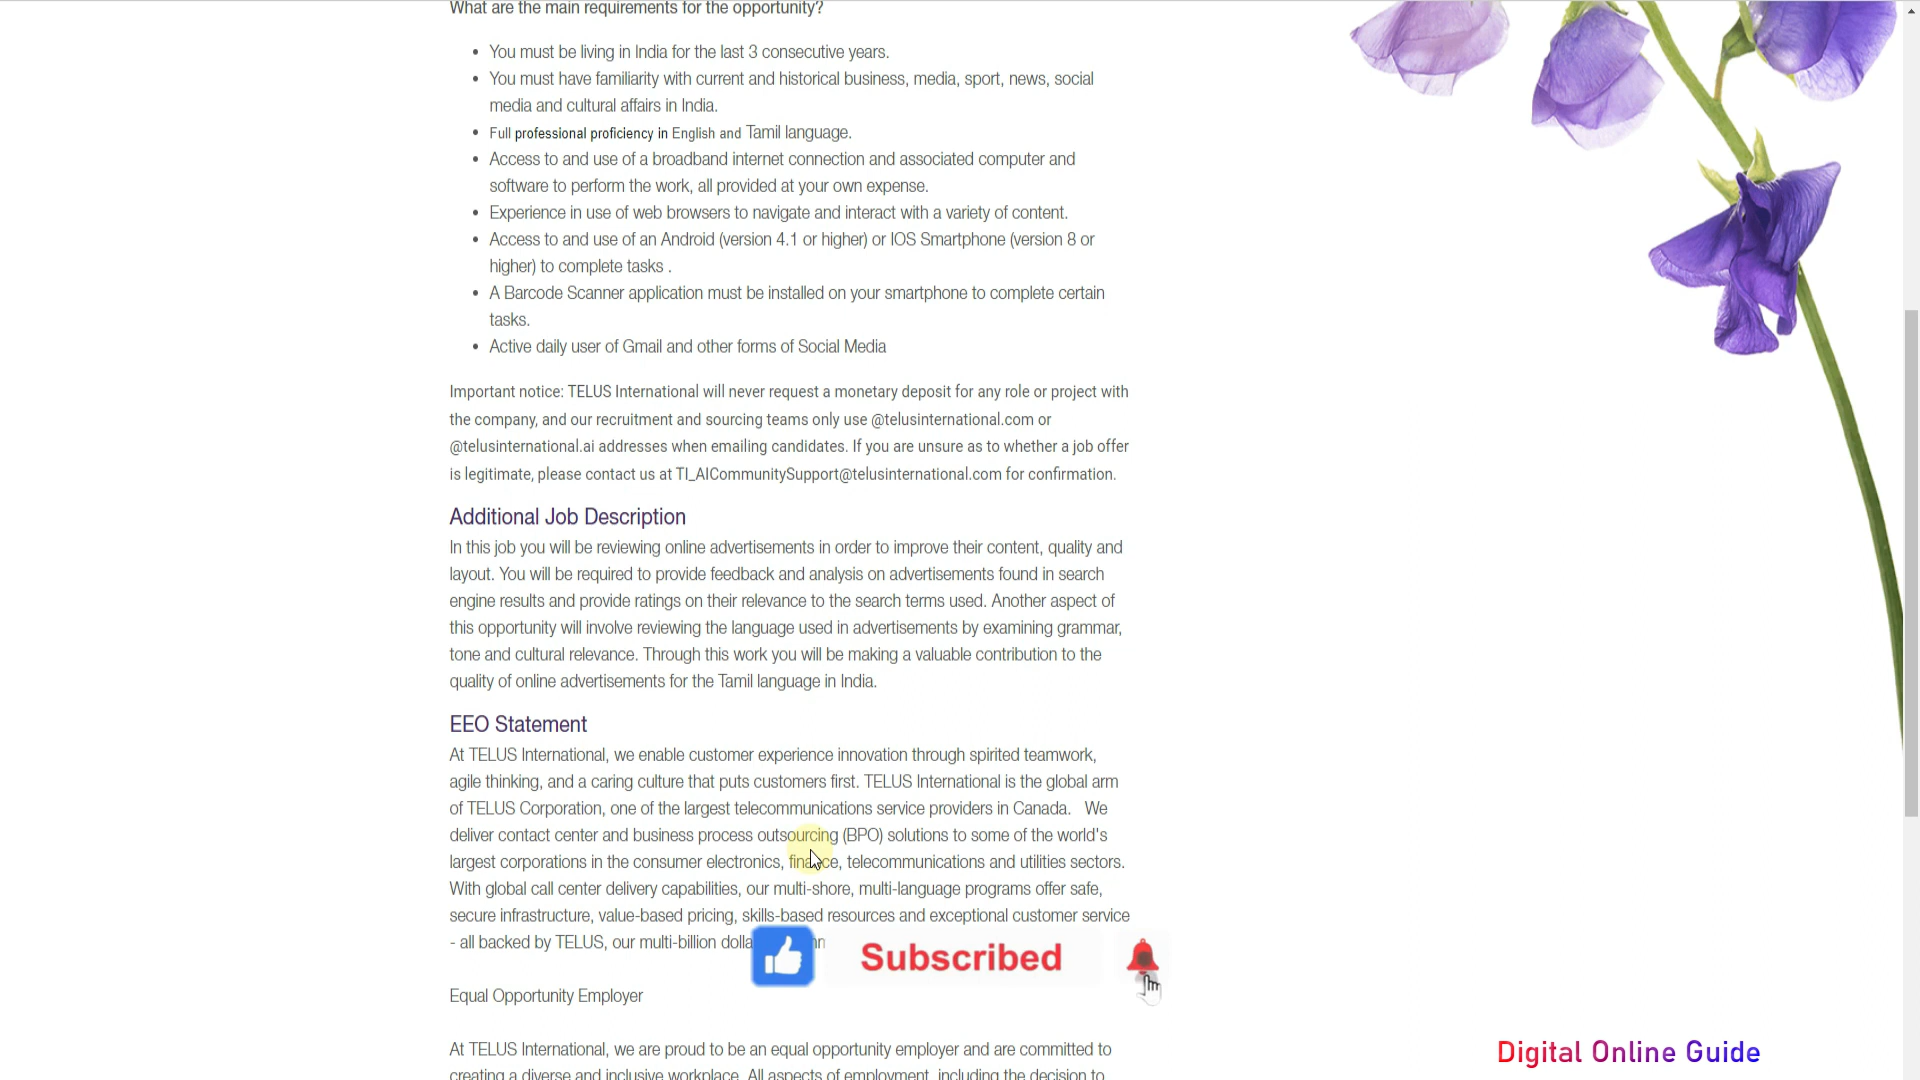 What are the main requirements for the opportunity?
• You must be living in India for the last 3 consecutive years.
• You must have familiarity with current and historical business, media, sport, news, social
media and cultural affairs in India.
• Full professional proficiency in English and Tamil language.
• Access to and use of a broadband internet connection and associated computer and
software to perform the work, all provided at your own expense.
• Experience in use of web browsers to navigate and interact with a variety of content.
• Access to and use of an Android (version 4.1 or higher) or IOS Smartphone (version 8 or
higher) to complete tasks .
• A Barcode Scanner application must be installed on your smartphone to complete certain
tasks.
• Active daily user of Gmail and other forms of Social Media
Important notice: TELUS International will never request a monetary deposit for any role or project with
the company, and our recruitment and sourcing teams only use @telusinternational.com or
@telusinternational.ai addresses when emailing candidates. If you are unsure as to whether a job offer
is legitimate, please contact us at TI_AICommunitySupport@telusinternational.com for confirmation.
Additional Job Description
In this job you will be reviewing online advertisements in order to improve their content, quality and
layout. You will be required to provide feedback and analysis on advertisements found in search
engine results and provide ratings on their relevance to the search terms used. Another aspect of
this opportunity will involve reviewing the language used in advertisements by examining grammar,
tone and cultural relevance. Through this work you will be making a valuable contribution to the
quality of online advertisements for the Tamil language in India.
EEO Statement
At TELUS International, we enable customer experience innovation through spirited teamwork,
agile thinking, and a caring culture that puts customers first. TELUS International is the global arm
of TELUS Corporation, one of the largest telecommunications service providers in Canada. We
deliver contact center and business process outsourcing (BPO) solutions to some of the world's
largest corporations in the consumer electronics, finance, telecommunications and utilities sectors.
With global call center delivery capabilities, our multi-shore, multi-language programs offer safe,
secure infrastructure, value-based pricing, skills-based resources and exceptional customer service
- all backed by TELUS, our multi-billion
Subscribed
Equal Opportunity Employer
At TELUS International, we are proud to be an equal opportunity employer and are committed to
creating a diverse and inclusive workplace. All aspects of employment, including the decision to
Digital Online Guide